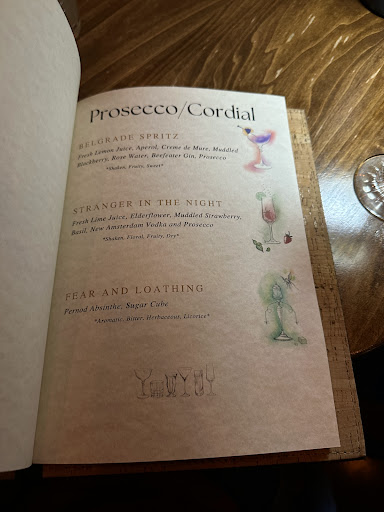 Prosecco/Cordial
BELGRADE SPRITZ
Fresh Lemon Juice, Aperol, Creme de Mure, Muddled
Blackberry, Rose Water, Beefeater Gin, Prosecco
*Shaken, Fruity, Sweet*
STRANGER IN THE NIGHT
Fresh Lime Juice, Elderflower, Muddled Strawberry,
Basil, New Amsterdam Vodka and Prosecco
*Shaken, Floral, Fruity, Dry*
FEAR AND LOATHING
Pernod Absinthe, Sugar Cube
*Aromatic, Bitter, Herbaceous, Licorice*